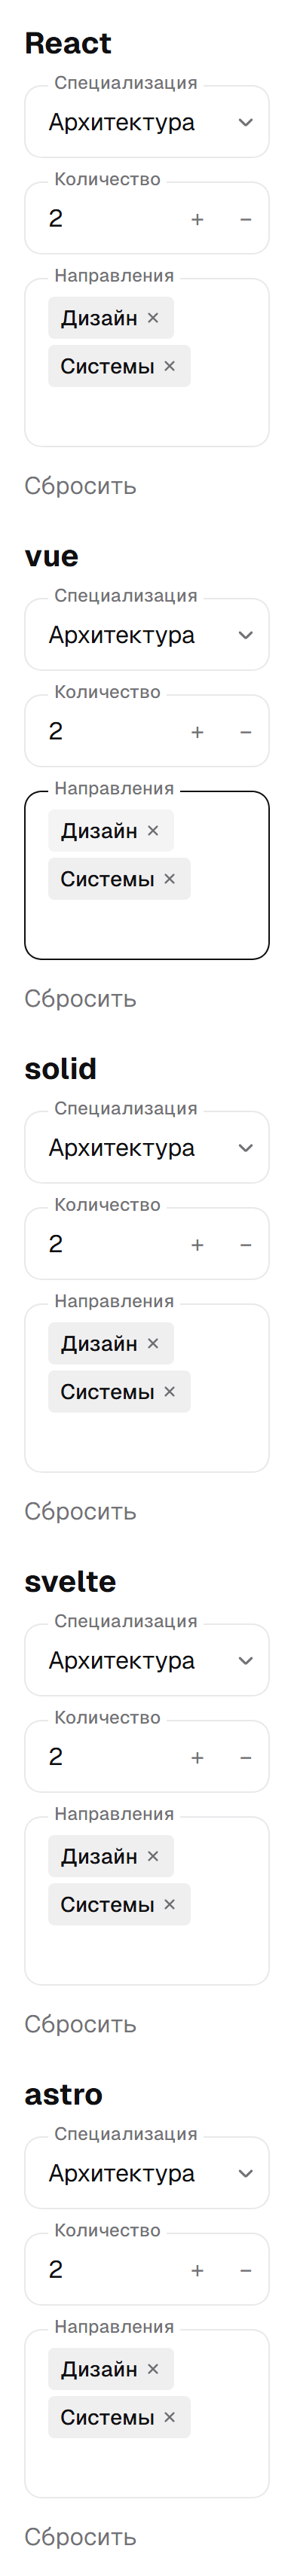 React
Специализация
Архитектура
Количество
2 + −
Направления
Дизайн ×
Системы ×
Сбросить
vue
Специализация
Архитектура
Количество
2 + −
Направления
Дизайн ×
Системы ×
Сбросить
solid
Специализация
Архитектура
Количество
2 + −
Направления
Дизайн ×
Системы ×
Сбросить
svelte
Специализация
Архитектура
Количество
2 + −
Направления
Дизайн ×
Системы ×
Сбросить
astro
Специализация
Архитектура
Количество
2 + −
Направления
Дизайн ×
Системы ×
Сбросить